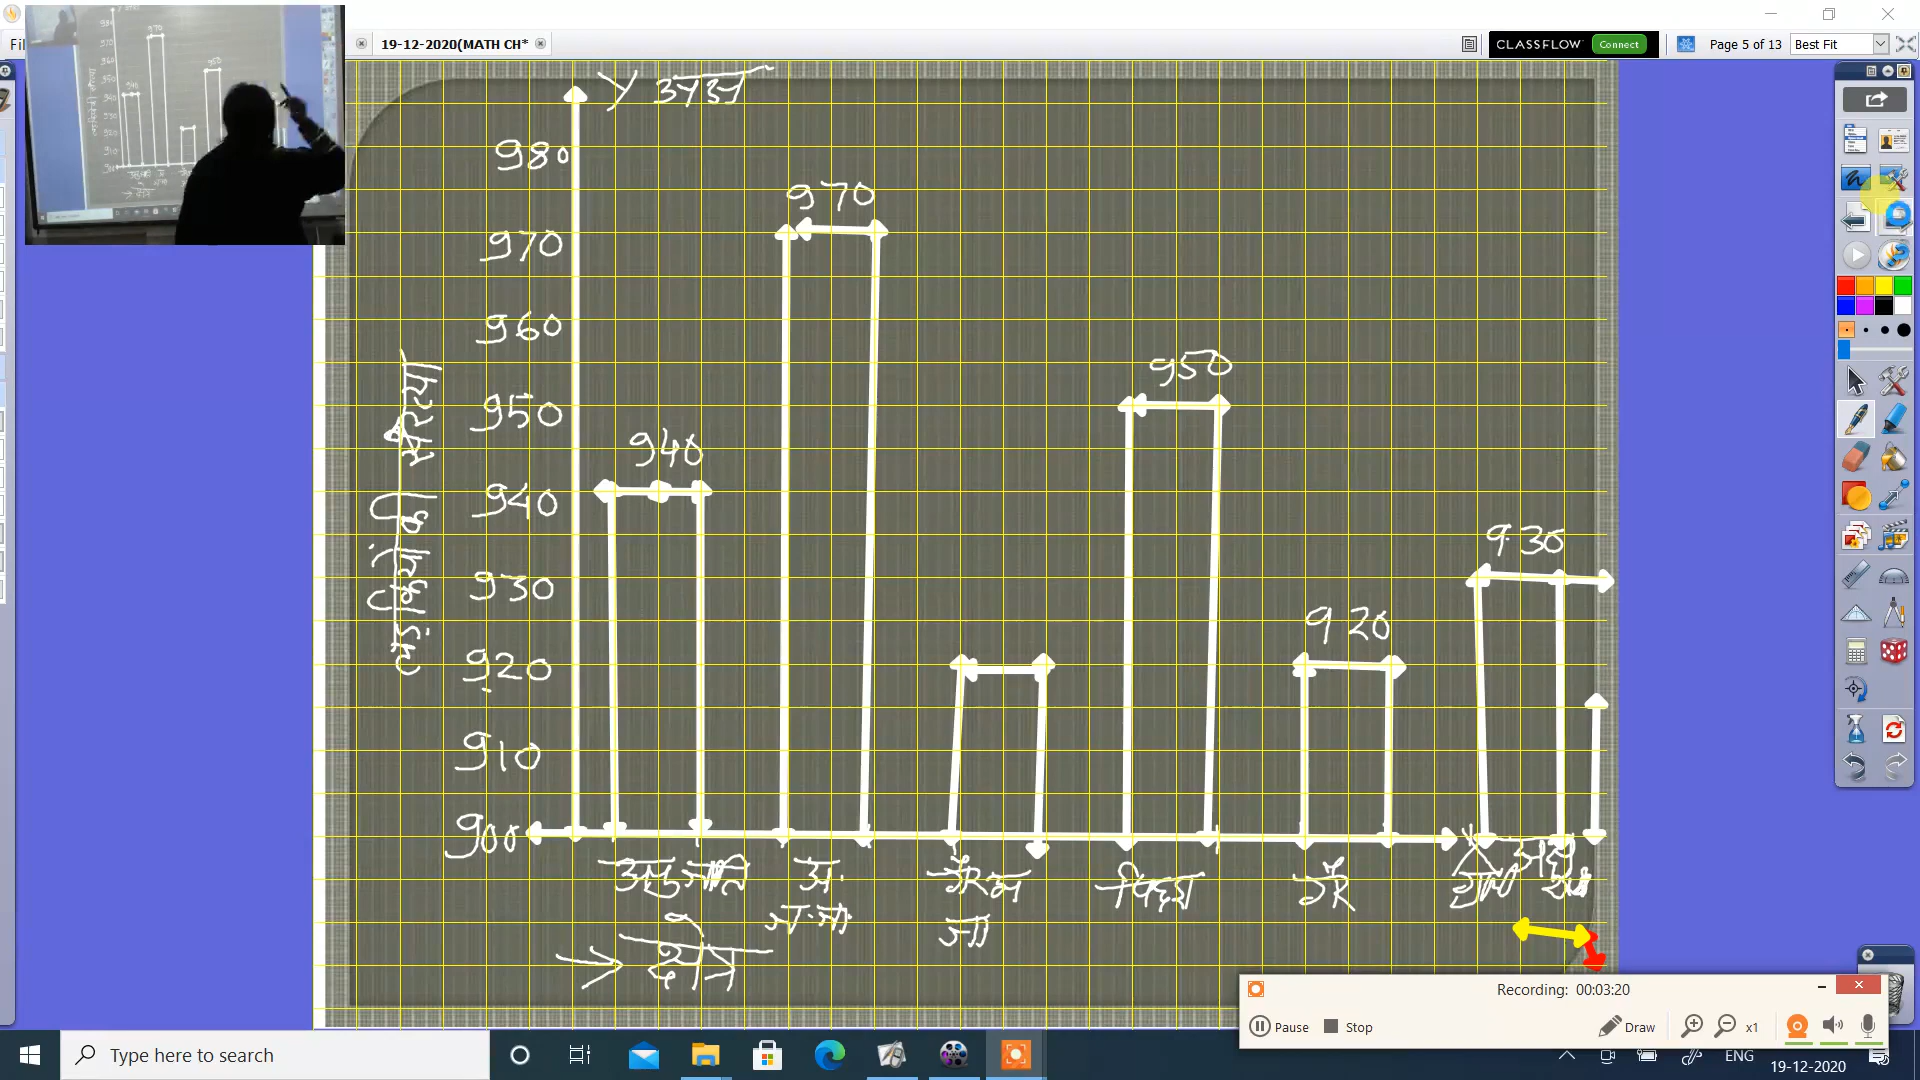 19-12-2020(MATH CH*
CLASSFLOW Connect
Page 5 of 13
Best Fit
Y अक्ष
980
970
970
960
950
950
940
940
930
930
920
920
910
900
अनु. जाति
अ.
ज.जा.
गैर अ
जा
पिछड़ा
गैर
ग्रामीण
→ क्षेत्र
लड़कियों की संख्या
Recording: 00:03:20
Pause
Stop
Draw
x1
Type here to search
ENG
19-12-2020